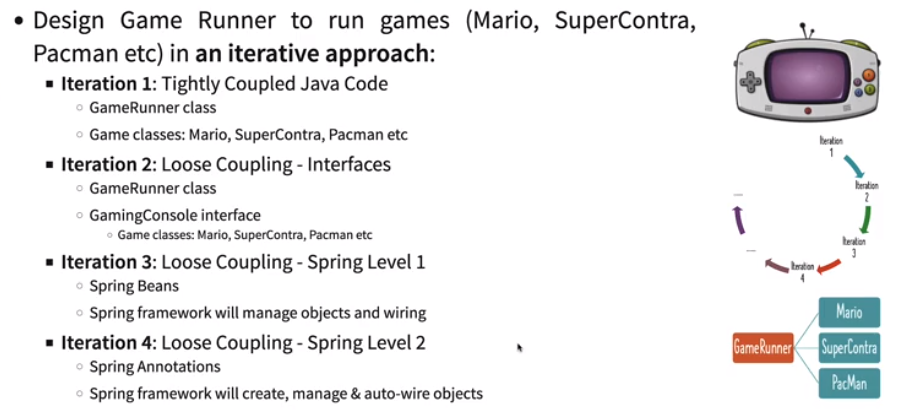 Design Game Runner to run games (Mario, SuperContra,
Pacman etc) in an iterative approach:
Iteration 1: Tightly Coupled Java Code
GameRunner class
Game classes: Mario, SuperContra, Pacman etc
Iteration 2: Loose Coupling - Interfaces
GameRunner class
GamingConsole interface
Game classes: Mario, SuperContra, Pacman etc
Iteration 3: Loose Coupling - Spring Level 1
Spring Beans
Spring framework will manage objects and wiring
Iteration 4: Loose Coupling - Spring Level 2
Spring Annotations
Spring framework will create, manage & auto-wire objects
Iteration
1
Iteration
2
Iteration
3
Iteration
4
....
....
GameRunner
Mario
SuperContra
PacMan